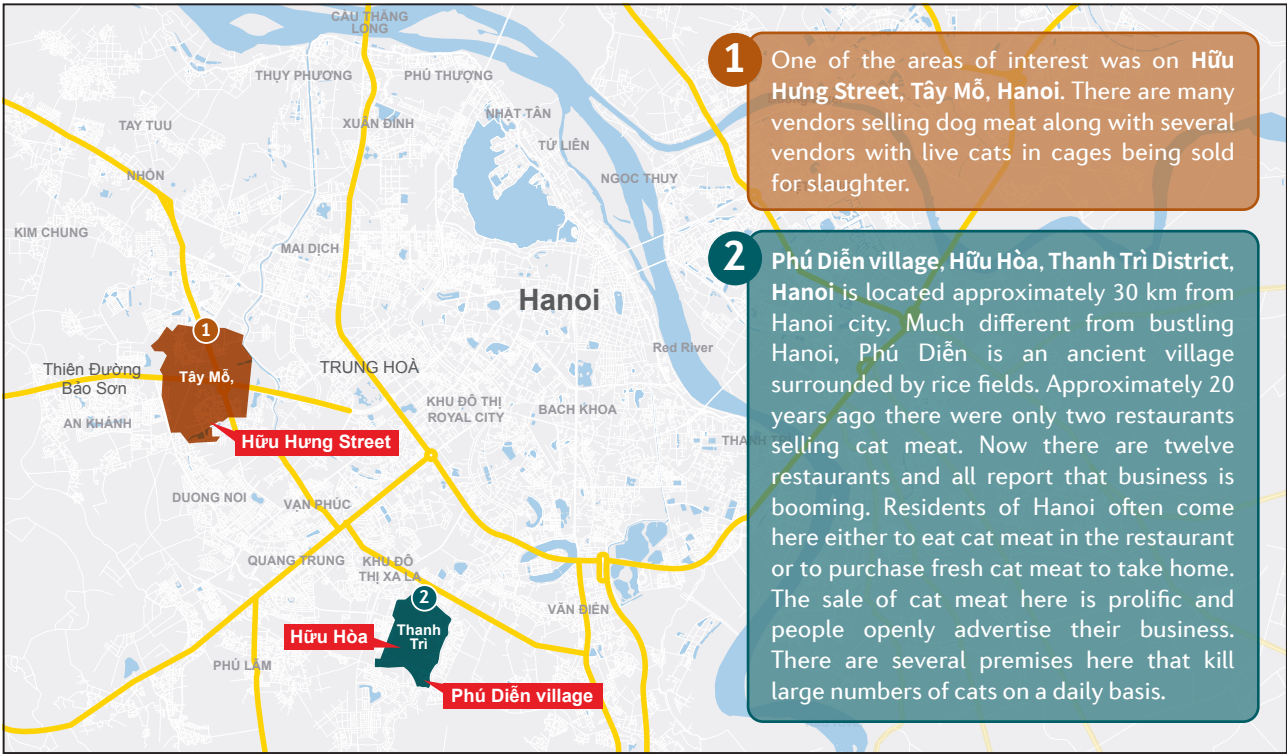 CẦU THĂNG
LONG
THỤY PHƯƠNG
PHÚ THƯỢNG
NHẬT TÂN
XUÂN ĐỈNH
TAY TUU
TỨ LIÊN
NHỔN
NGOC THUY
KIM CHUNG
MAI DỊCH
Hanoi
1
Red River
Thiên Đường
Bảo Sơn
Tây Mỗ,
TRUNG HOÀ
KHU ĐÔ THỊ
ROYAL CITY
BACH KHOA
AN KHÁNH
Hữu Hưng Street
THANH TRÌ
DUONG NOI
VẠN PHÚC
QUANG TRUNG
KHU ĐÔ
THỊ XA LA
2
VĂN ĐIỂN
Thanh
Trì
Hữu Hòa
PHÚ LÃM
Phú Diễn village
1
One of the areas of interest was on Hữu
Hưng Street, Tây Mỗ, Hanoi. There are many
vendors selling dog meat along with several
vendors with live cats in cages being sold
for slaughter.
2
Phú Diễn village, Hữu Hòa, Thanh Trì District,
Hanoi is located approximately 30 km from
Hanoi city. Much different from bustling
Hanoi, Phú Diễn is an ancient village
surrounded by rice fields. Approximately 20
years ago there were only two restaurants
selling cat meat. Now there are twelve
restaurants and all report that business is
booming. Residents of Hanoi often come
here either to eat cat meat in the restaurant
or to purchase fresh cat meat to take home.
The sale of cat meat here is prolific and
people openly advertise their business.
There are several premises here that kill
large numbers of cats on a daily basis.